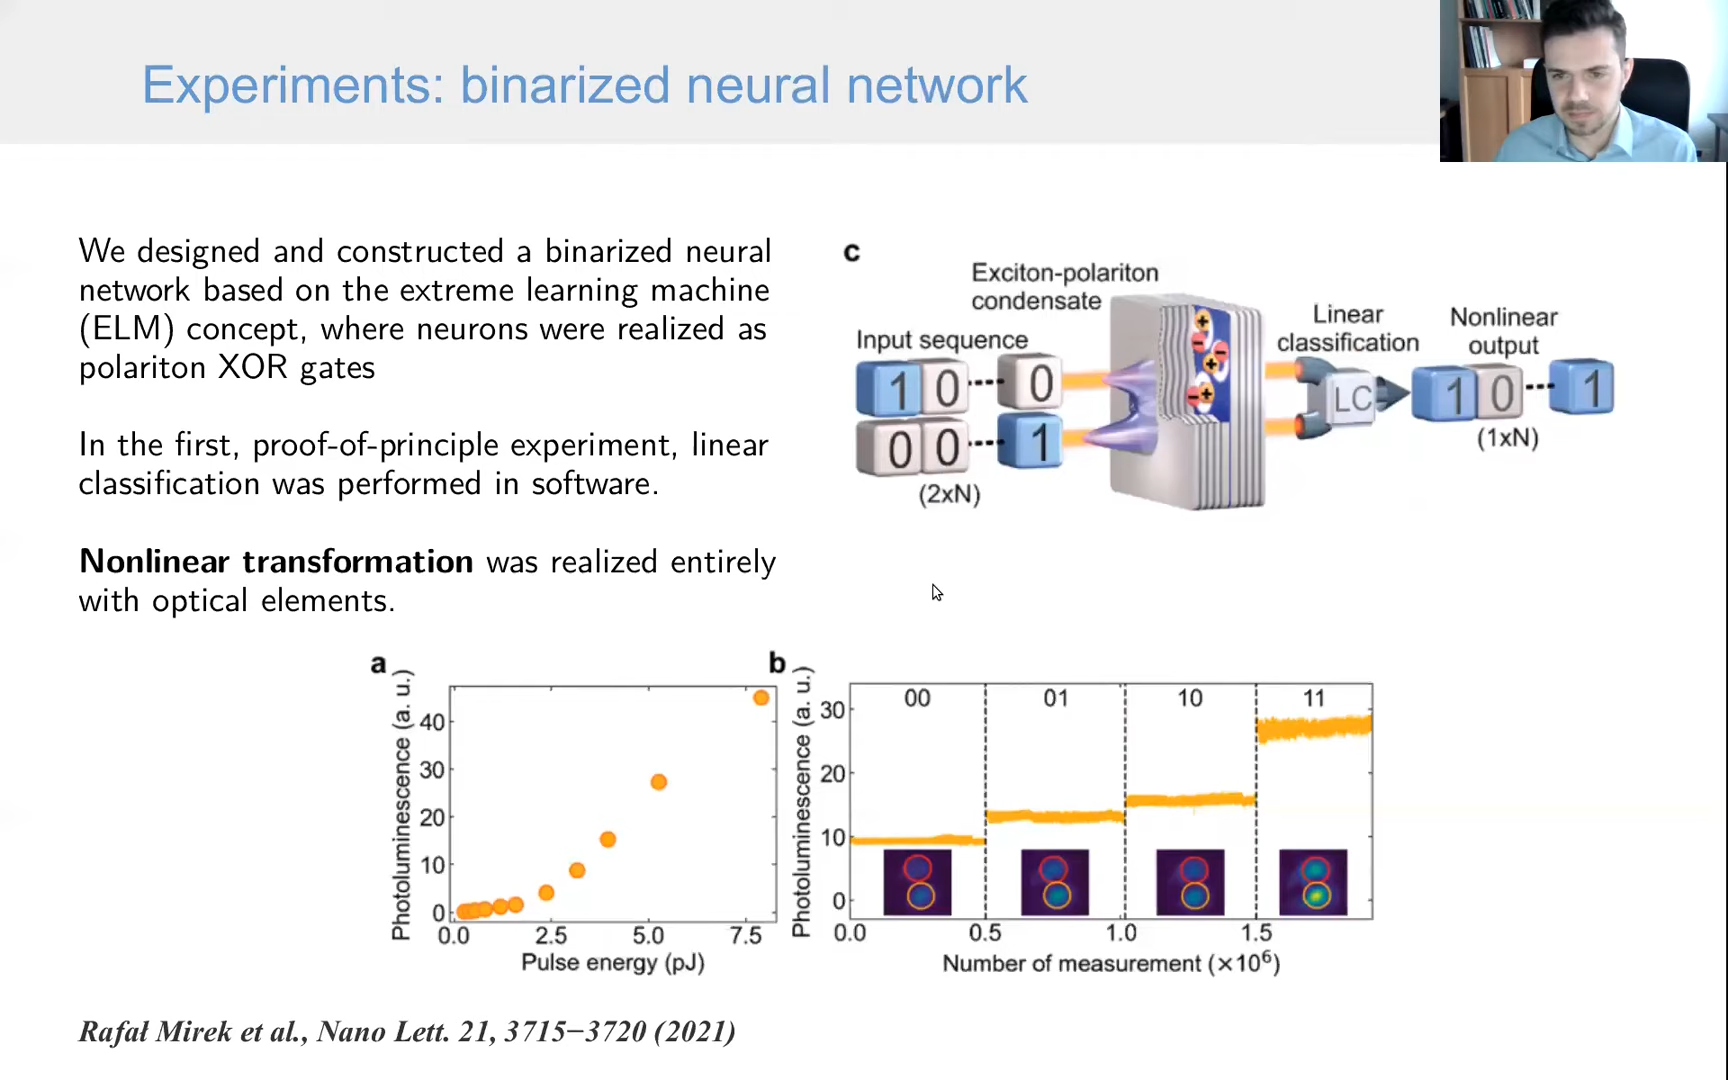 Experiments: binarized neural network
We designed and constructed a binarized neural
network based on the extreme learning machine
(ELM) concept, where neurons were realized as
polariton XOR gates
In the first, proof-of-principle experiment, linear
classification was performed in software.
Nonlinear transformation was realized entirely
with optical elements.
c
Exciton-polariton
condensate
Input sequence
1 0 0
0 0 1
(2xN)
+
-
-
+
- +
Linear
classification
LC
Nonlinear
output
1 0 1
(1xN)
a
Photoluminescence (a. u.)
40
30
20
10
0
0.0 2.5 5.0 7.5
Pulse energy (pJ)
b
Photoluminescence (a. u.)
30
20
10
0
00 01 10 11
0.0 0.5 1.0 1.5
Number of measurement (×10⁶)
Rafał Mirek et al., Nano Lett. 21, 3715−3720 (2021)